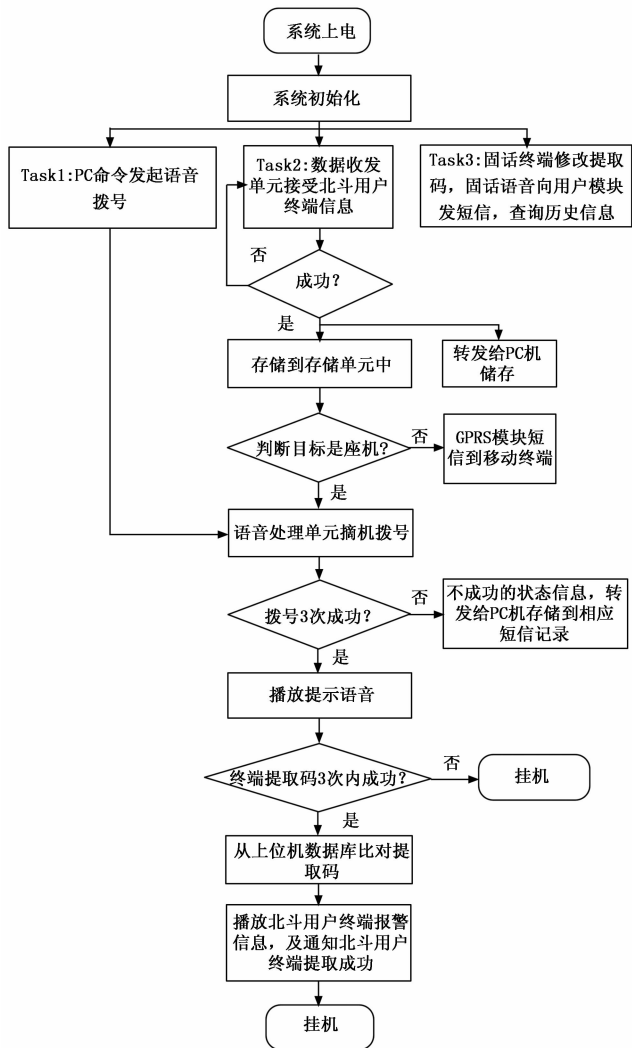 系统上电
系统初始化
Task1:PC命令发起语音
拨号
Task2:数据收发
单元接受北斗用户
终端信息
Task3:固话终端修改提取
码，固话语音向用户模块
发短信，查询历史信息
否
成功？
是
存储到存储单元中
转发给PC机
储存
判断目标是座机？
否
GPRS模块短
信到移动终端
是
语音处理单元摘机拨号
拨号3次成功？
否
不成功的状态信息，转
发给PC机存储到相应
短信记录
是
播放提示语音
终端提取码3次内成功？
否
挂机
是
从上位机数据库比对提
取码
播放北斗用户终端报警
信息，及通知北斗用户
终端提取成功
挂机